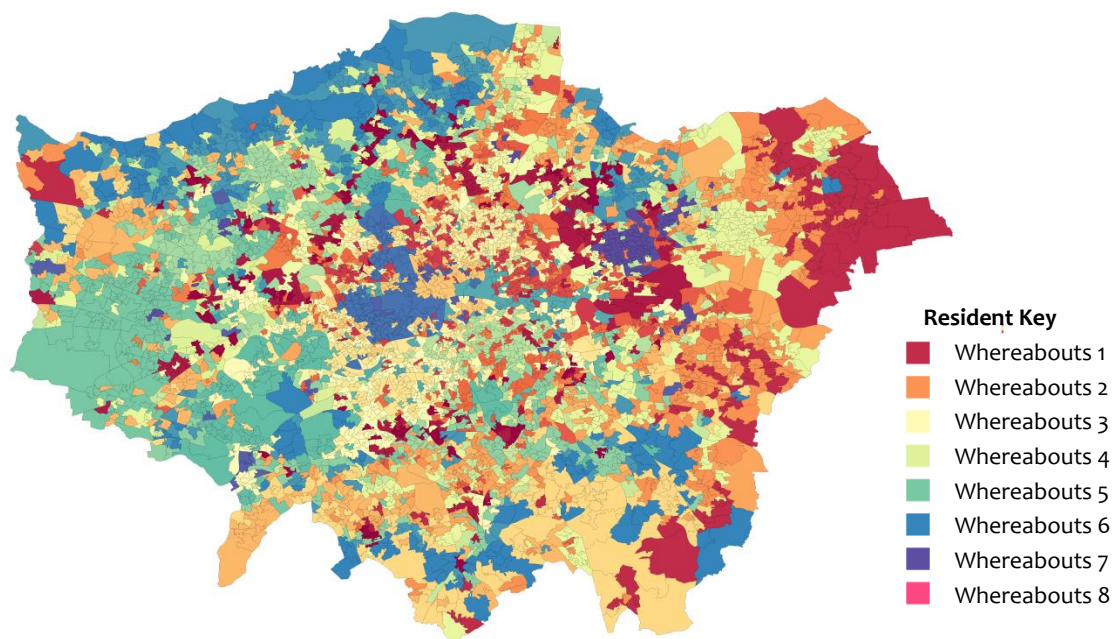 Resident Key
Whereabouts 1
Whereabouts 2
Whereabouts 3
Whereabouts 4
Whereabouts 5
Whereabouts 6
Whereabouts 7
Whereabouts 8